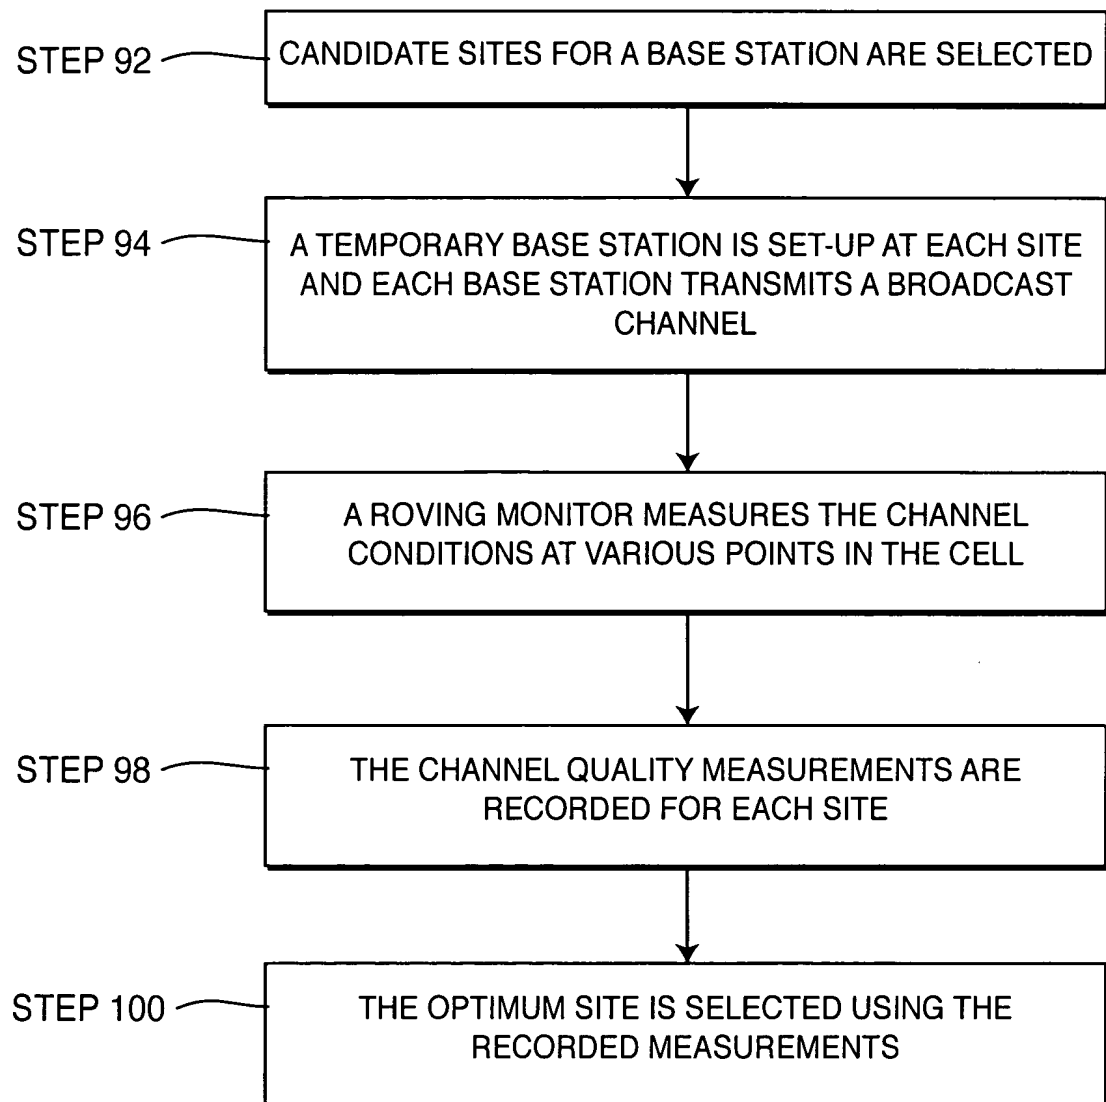 STEP 92
CANDIDATE SITES FOR A BASE STATION ARE SELECTED
STEP 94
A TEMPORARY BASE STATION IS SET-UP AT EACH SITE
AND EACH BASE STATION TRANSMITS A BROADCAST
CHANNEL
STEP 96
A ROVING MONITOR MEASURES THE CHANNEL
CONDITIONS AT VARIOUS POINTS IN THE CELL
STEP 98
THE CHANNEL QUALITY MEASUREMENTS ARE
RECORDED FOR EACH SITE
STEP 100
THE OPTIMUM SITE IS SELECTED USING THE
RECORDED MEASUREMENTS